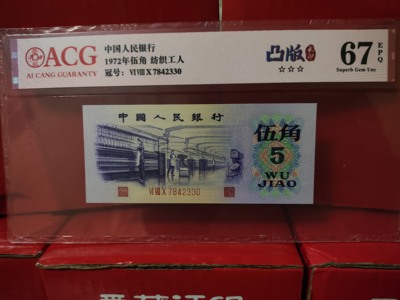 ACG
AI CANG GUARANTY
中国人民银行
1972年伍角 纺织工人
冠号: VI VIII X 7842330
凸版
67
EPQ
Superb Gem Unc
中国人民银行
伍角
5
WU
JIAO
VI VIII X 7842330